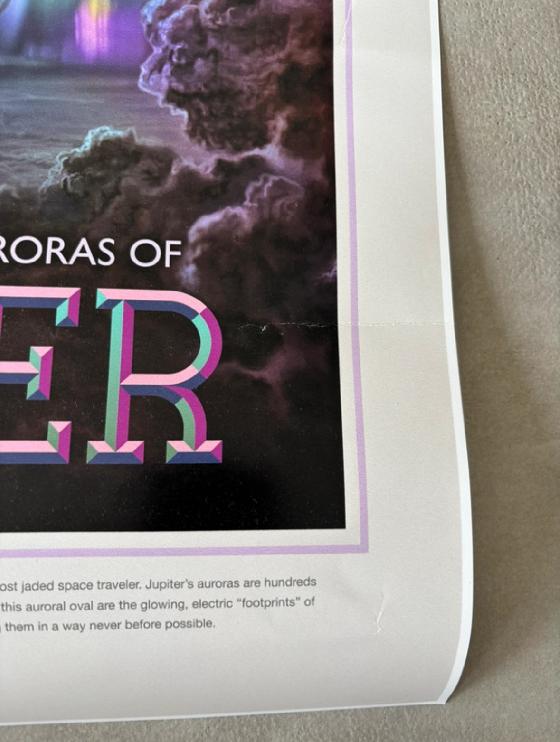 RORAS OF
ER
ost jaded space traveler. Jupiter's auroras are hundreds
this auroral oval are the glowing, electric “footprints” of
them in a way never before possible.